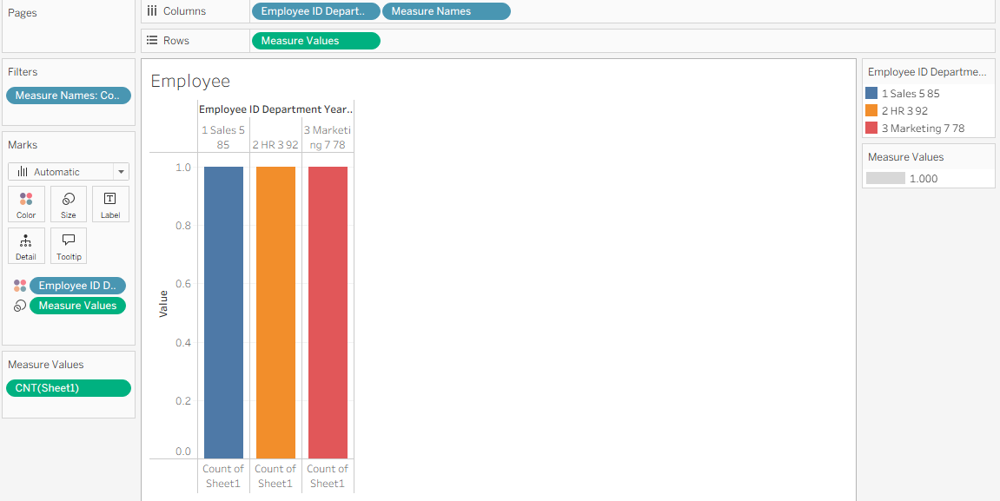 Pages
Columns
Employee ID Depart..
Measure Names
Rows
Measure Values
Filters
Measure Names: Co..
Marks
Automatic
Color
Size
Label
Detail
Tooltip
Employee ID D..
Measure Values
Measure Values
CNT(Sheet1)
Employee
Employee ID Department Year..
1 Sales 5
85
2 HR 3 92
3 Marketi
ng 7 78
1.0
0.8
0.6
0.4
0.2
0.0
Value
Count of
Sheet1
Count of
Sheet1
Count of
Sheet1
Employee ID Departme...
1 Sales 5 85
2 HR 3 92
3 Marketing 7 78
Measure Values
1.000